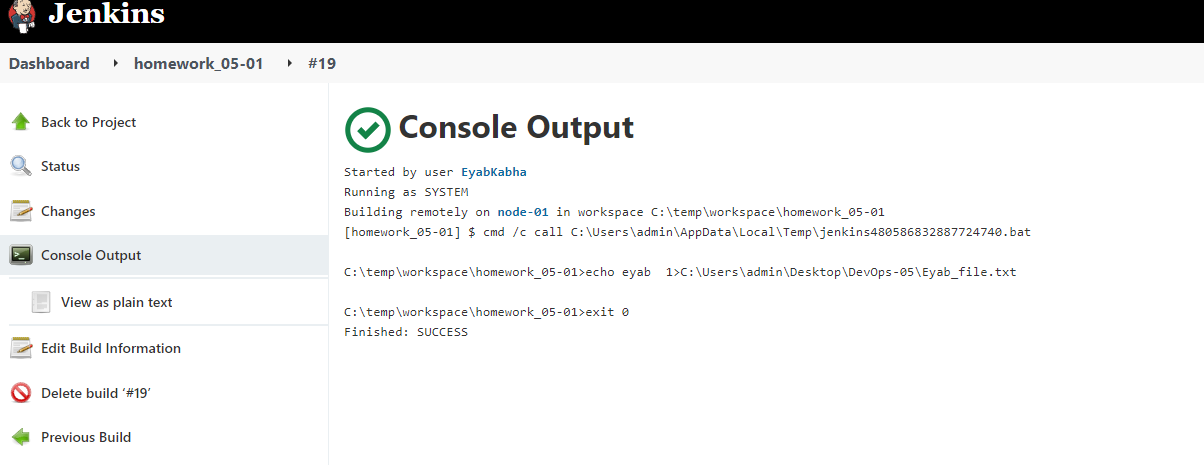 Jenkins
Dashboard homework_05-01 #19
Back to Project
Status
Changes
Console Output
View as plain text
Edit Build Information
Delete build ‘#19’
Previous Build
Console Output
Started by user EyabKabha
Running as SYSTEM
Building remotely on node-01 in workspace C:\temp\workspace\homework_05-01
[homework_05-01] $ cmd /c call C:\Users\admin\AppData\Local\Temp\jenkins480586832887724740.bat
C:\temp\workspace\homework_05-01>echo eyab  1>C:\Users\admin\Desktop\DevOps-05\Eyab_file.txt
C:\temp\workspace\homework_05-01>exit 0
Finished: SUCCESS